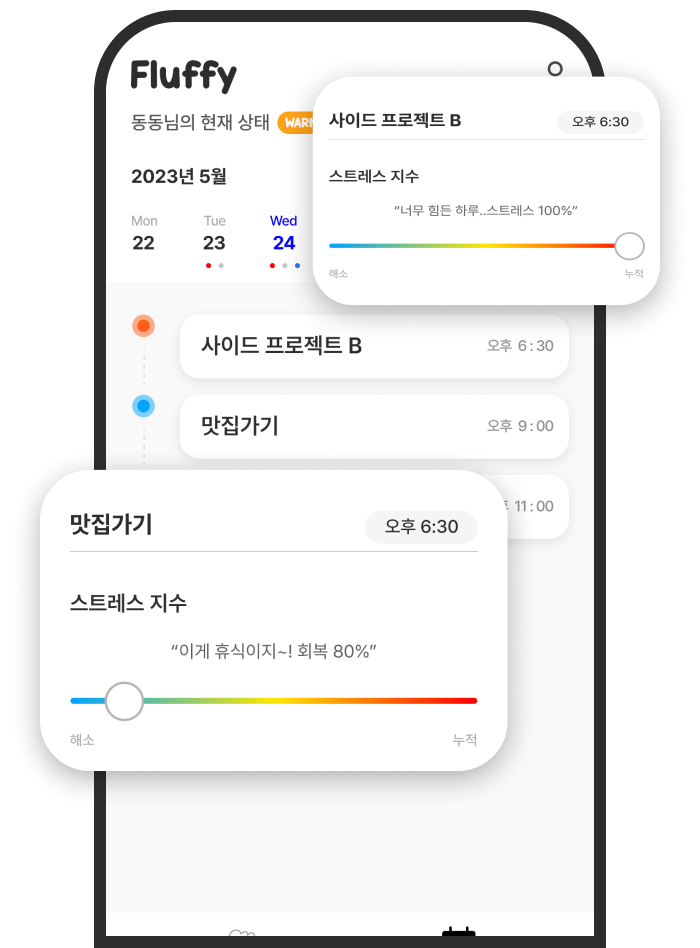 Fluffy
동동님의 현재 상태
2023년 5월
Mon Tue Wed
22 23 24
사이드 프로젝트 B 오후 6:30
스트레스 지수
“너무 힘든 하루..스트레스 100%”
해소 누적
사이드 프로젝트 B 오후 6:30
맛집가기 오후 9:00
11:00
맛집가기 오후 6:30
스트레스 지수
“이게 휴식이지~! 회복 80%”
해소 누적